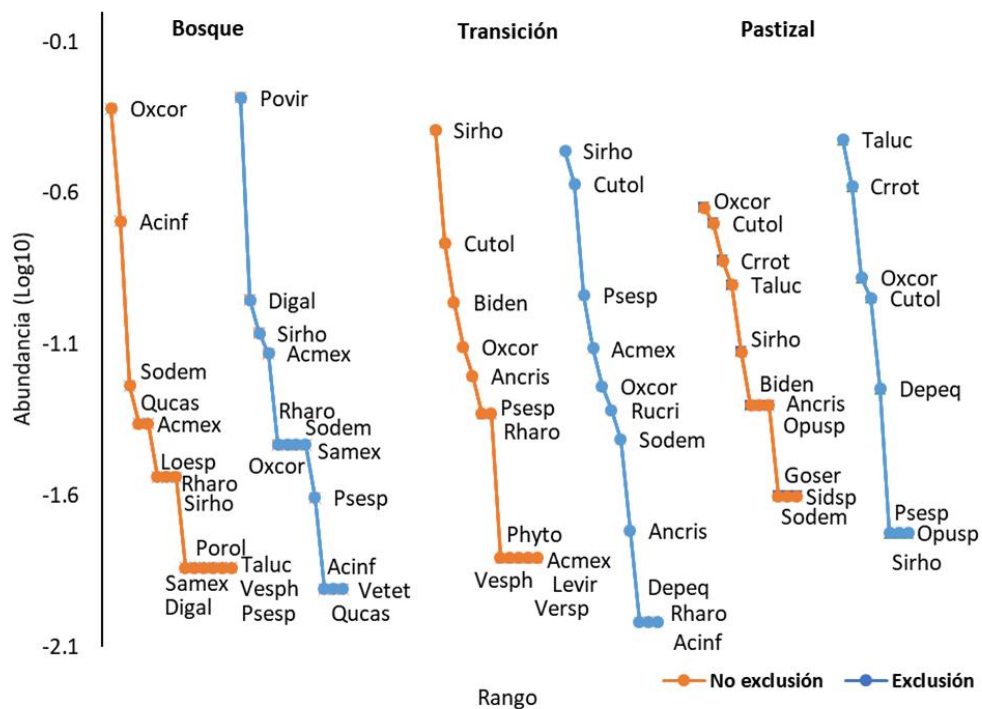 Bosque
Transición
Pastizal
Abundancia (Log10)
-0.1
-0.6
-1.1
-1.6
-2.1
Oxcor
Acinf
Sodem
Qucas
Acmex
Loesp
Rharo
Sirho
Porol
Samex
Taluc
Digal
Vesph
Psesp
Povir
Digal
Sirho
Acmex
Rharo
Sodem
Oxcor
Samex
Psesp
Acinf
Vetet
Qucas
Sirho
Cutol
Biden
Oxcor
Ancris
Psesp
Rharo
Phyto
Vesph
Acmex
Levir
Versp
Sirho
Cutol
Psesp
Acmex
Oxcor
Rucri
Sodem
Ancris
Depeq
Rharo
Acinf
Oxcor
Cutol
Crrot
Taluc
Sirho
Biden
Ancris
Opusp
Goser
Sidsp
Sodem
Taluc
Crrot
Oxcor
Cutol
Depeq
Psesp
Opusp
Sirho
Rango
No exclusión
Exclusión